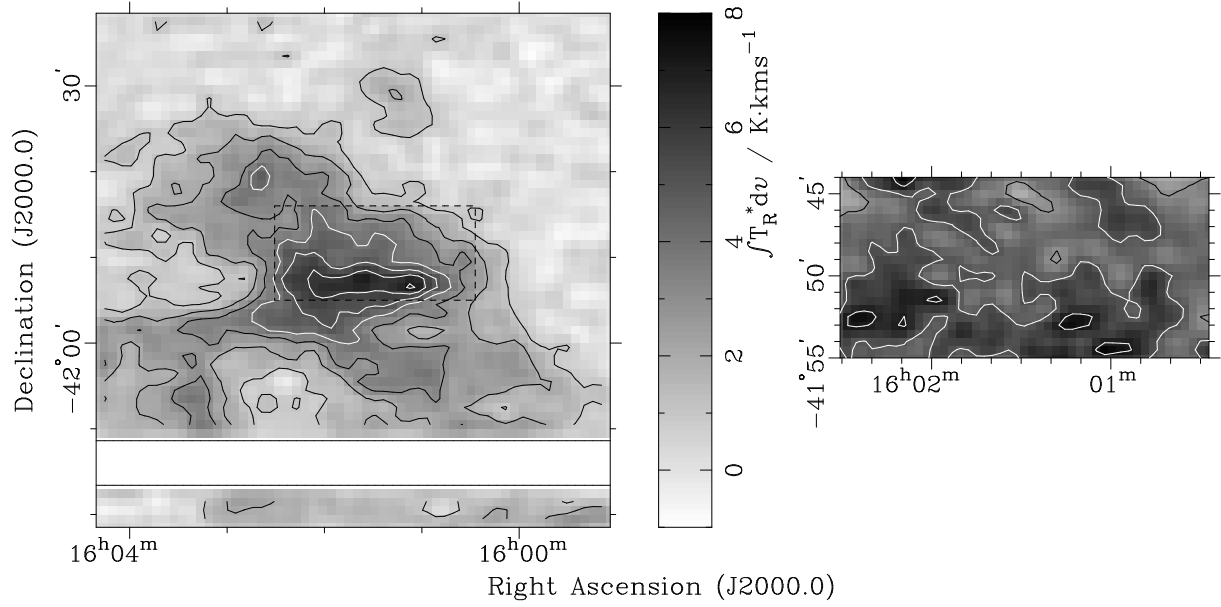 Declination (J2000.0)
30′
−42°00′
16ʰ04ᵐ
16ʰ00ᵐ
Right Ascension (J2000.0)
8
6
4
2
0
∫T_R*dv / K·kms⁻¹
45′
50′
−41°55′
16ʰ02ᵐ
01ᵐ